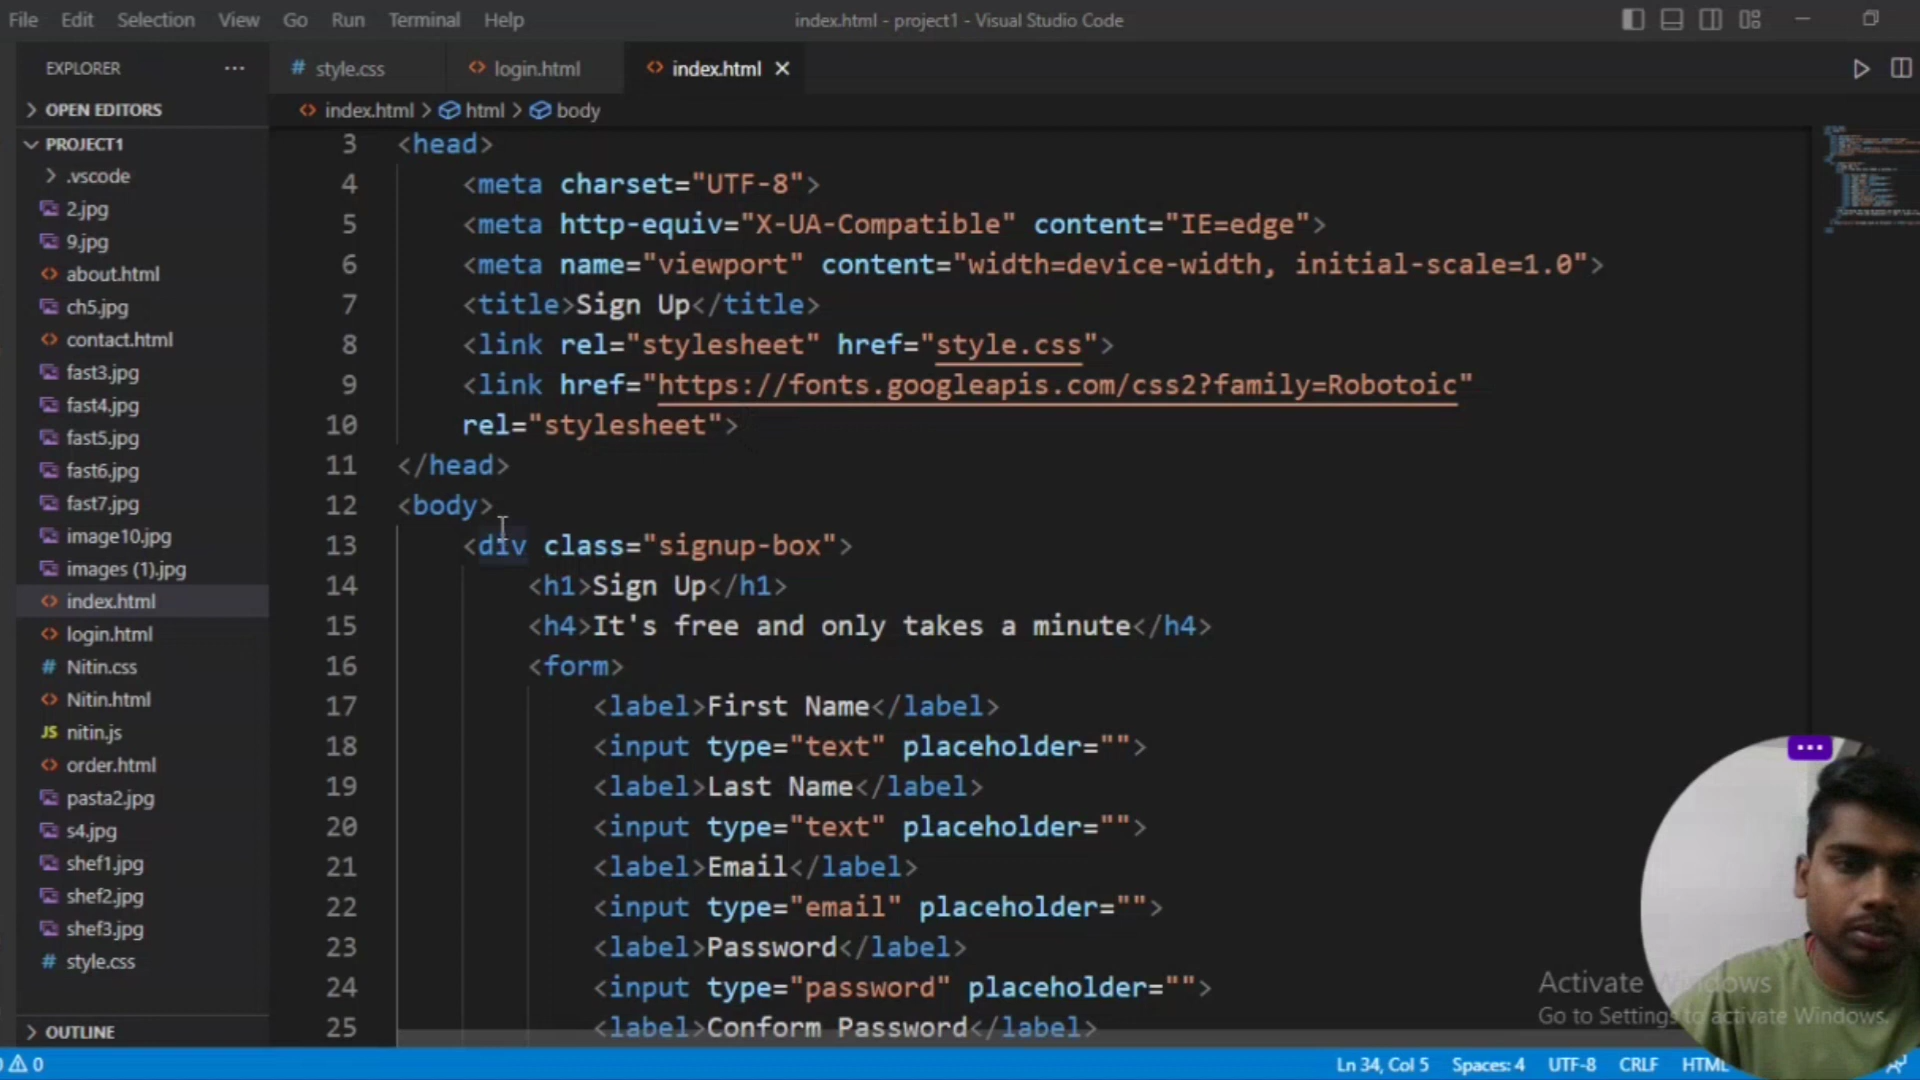 File Edit Selection View Go Run Terminal Help
index.html - project1 - Visual Studio Code
EXPLORER ...
OPEN EDITORS
PROJECT1
.vscode
2.jpg
9.jpg
about.html
ch5.jpg
contact.html
fast3.jpg
fast4.jpg
fast5.jpg
fast6.jpg
fast7.jpg
image10.jpg
images (1).jpg
index.html
login.html
# Nitin.css
Nitin.html
JS nitin.js
order.html
pasta2.jpg
s4.jpg
shef1.jpg
shef2.jpg
shef3.jpg
# style.css
OUTLINE
# style.css
login.html
index.html
index.html > html > body
3 <head>
4 <meta charset="UTF-8">
5 <meta http-equiv="X-UA-Compatible" content="IE=edge">
6 <meta name="viewport" content="width=device-width, initial-scale=1.0">
7 <title>Sign Up</title>
8 <link rel="stylesheet" href="style.css">
9 <link href="https://fonts.googleapis.com/css2?family=Robotoic"
10 rel="stylesheet">
11 </head>
12 <body>
13 <div class="signup-box">
14 <h1>Sign Up</h1>
15 <h4>It's free and only takes a minute</h4>
16 <form>
17 <label>First Name</label>
18 <input type="text" placeholder="">
19 <label>Last Name</label>
20 <input type="text" placeholder="">
21 <label>Email</label>
22 <input type="email" placeholder="">
23 <label>Password</label>
24 <input type="password" placeholder="">
25 <label>Conform Password</label>
Activate Windows
Go to Settings to activate Windows.
0 0
Ln 34, Col 5 Spaces: 4 UTF-8 CRLF HTML